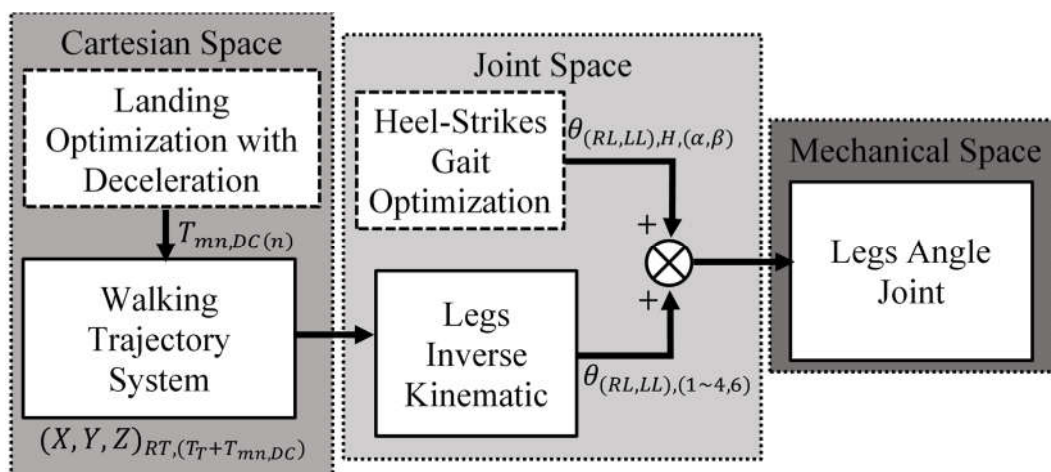 Cartesian Space
Landing
Optimization with
Deceleration
T_{mn,DC(n)}
Walking
Trajectory
System
(X,Y,Z)_{RT,(T_T+T_{mn,DC})}
Joint Space
Heel-Strikes
Gait
Optimization
θ_{(RL,LL),H,(α,β)}
+
+
Legs
Inverse
Kinematic
θ_{(RL,LL),(1~4,6)}
Mechanical Space
Legs Angle
Joint